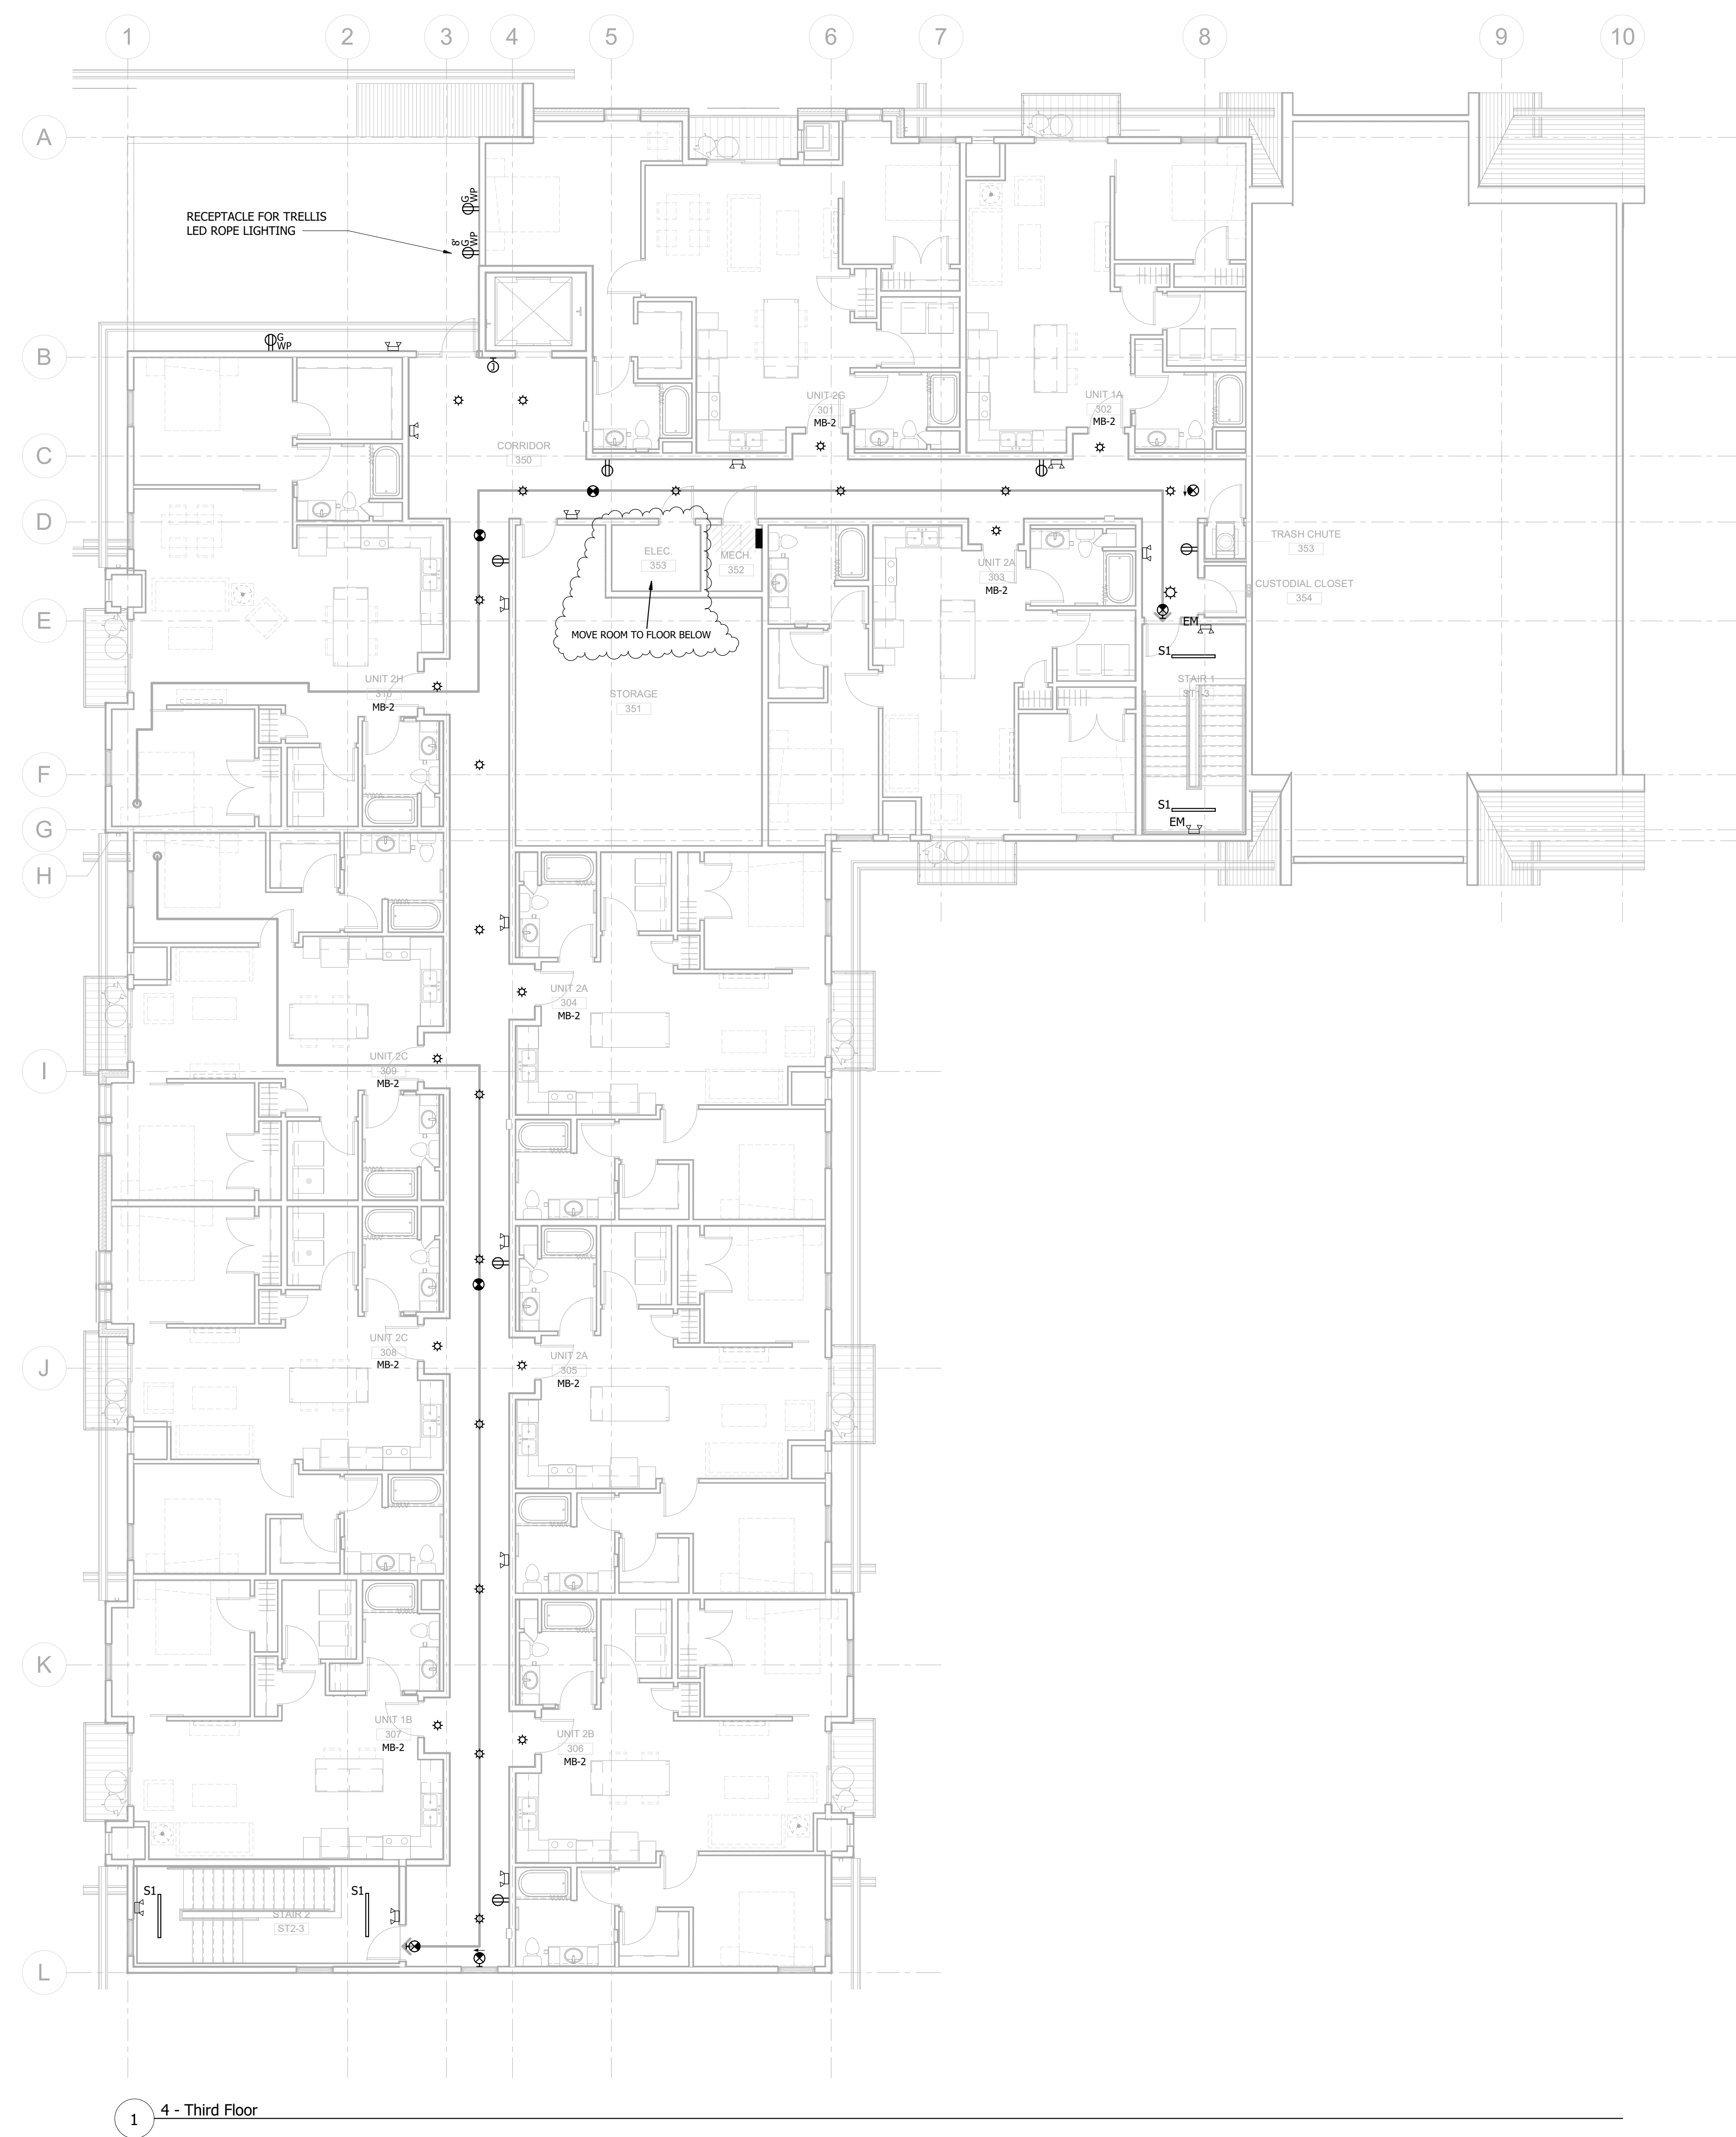 1
2
3
4
5
6
7
8
9
10
A
B
C
D
E
F
G
H
I
J
K
L
G
WP
RECEPTACLE FOR TRELLIS
LED ROPE LIGHTING
8'
G
WP
G
WP
J
UNIT 2G
301
MB-2
UNIT 1A
302
MB-2
CORRIDOR
350
ELEC.
353
MECH.
352
MOVE ROOM TO FLOOR BELOW
UNIT 2A
303
MB-2
TRASH CHUTE
353
CUSTODIAL CLOSET
354
EM
S1
STAIR 1
ST1-3
S1
EM
STORAGE
351
UNIT 2H
310
MB-2
UNIT 2A
304
MB-2
UNIT 2C
309
MB-2
UNIT 2C
308
MB-2
UNIT 2A
305
MB-2
UNIT 1B
307
MB-2
UNIT 2B
306
MB-2
S1
S1
STAIR 2
ST2-3
1
4 - Third Floor